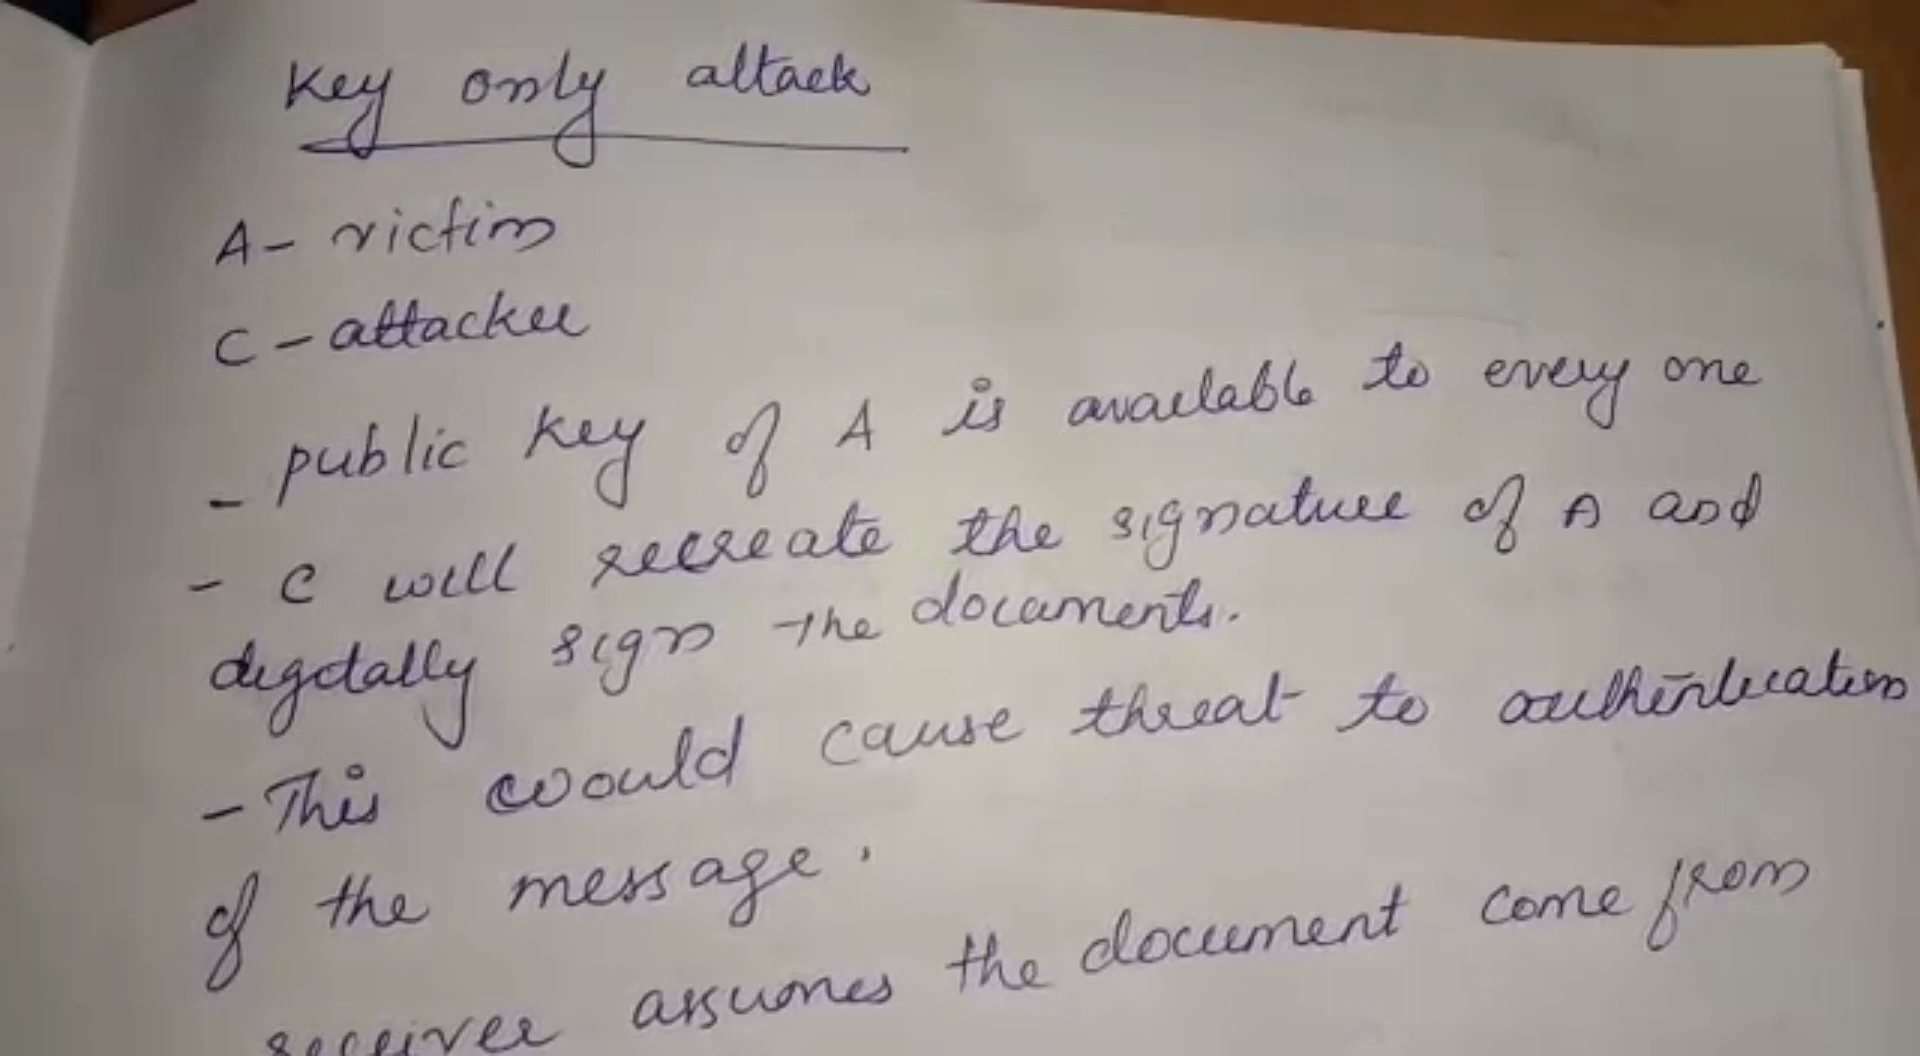 Key only attack
A - victim
C - attacker
- public key of A is available to every one
- C will recreate the signature of A and
digitally sign the documents.
- This would cause threat to authentication
of the message.
receiver assumes the document come from